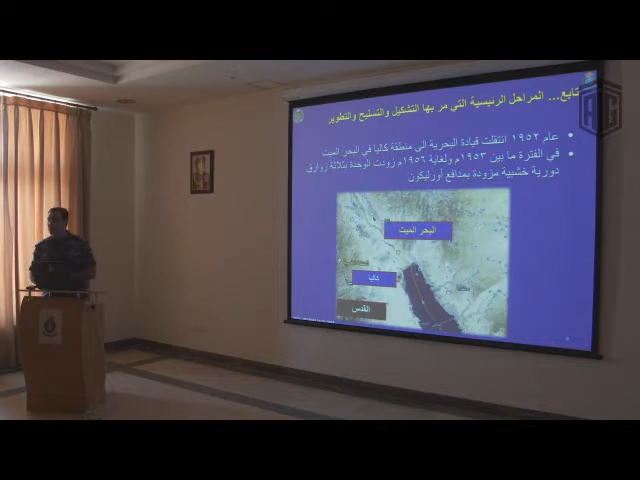 تابع... المراحل الرئيسية التي مر بها التشكيل والتسليح والتطوير
عام ١٩٥٢ انتقلت قيادة البحرية الى منطقة كاليا في البحر الميت
في الفترة ما بين ١٩٥٣م ولغاية ١٩٥٦م زودت الوحدة بثلاثة زوارق
دورية خشبية مزودة بمدافع أورليكون
البحر الميت
كاليا
القدس